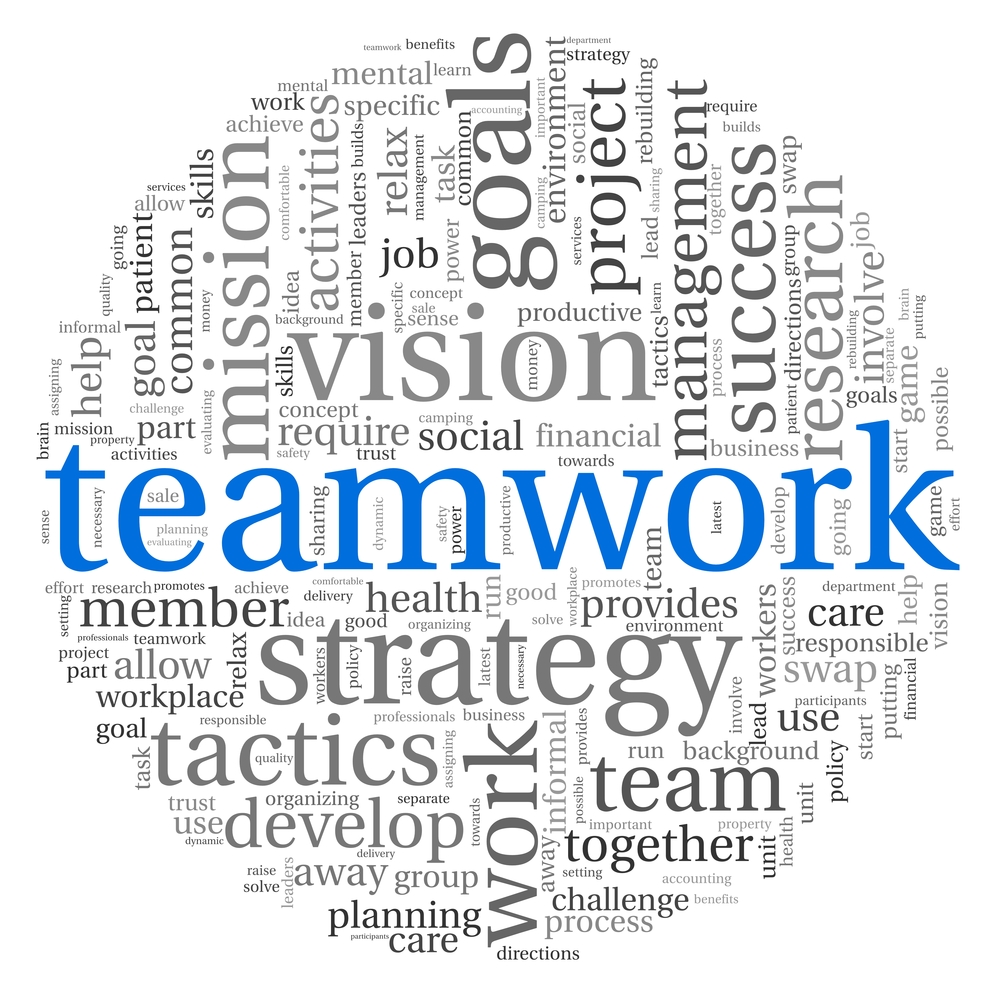 teamwork benefits
department
strategy
mental learn
mental
work
specific
achieve
activities
goals
accounting
important
environment
social
project
rebuilding
management
require
builds
swap
success
together
services
allow
skills
mission
comfortable
builds
leaders
member
relax
management
task
common
camping
services
lead
sharing
group
directions
patient
research
job
involve
going
patient
common
quality
money
idea
job
power
specific
concept
sale
sense
background
productive
learn
tactics
process
rebuilding
separate
brain
putting
informal
help
goal
assigning
skills
vision
money
goals
game
possible
challenge
evaluating
concept
camping
mission
part
require
social
financial
patient
business
start
brain
property
activities
safety
trust
towards
teamwork
sense
necessary
sale
planning
evaluating
sharing
dynamic
safety
power
productive
latest
develop
going
game
effort
team
effort research promotes achieve
comfortable
delivery
health
run
good
workplace
promotes
department
help
vision
setting
member
idea
good
organizing
solve
provides
environment
workers
success
care
professionals teamwork
responsible
project
relax
part
allow
strategy
workers
policy
raise
latest
necessary
swap
putting
financial
workplace
involve
lead
participants
use
goal
responsible
professionals business
provides
start
task
tactics
quality
assigning
work
informal
run
background
policy
team
possible
unit
trust
organizing
separate
use
develop
dynamic
towards
important
property
health
together
unit
delivery
raise
solve
leaders
away
group
away
setting
accounting
challenge benefits
planning
process
participants
care
directions